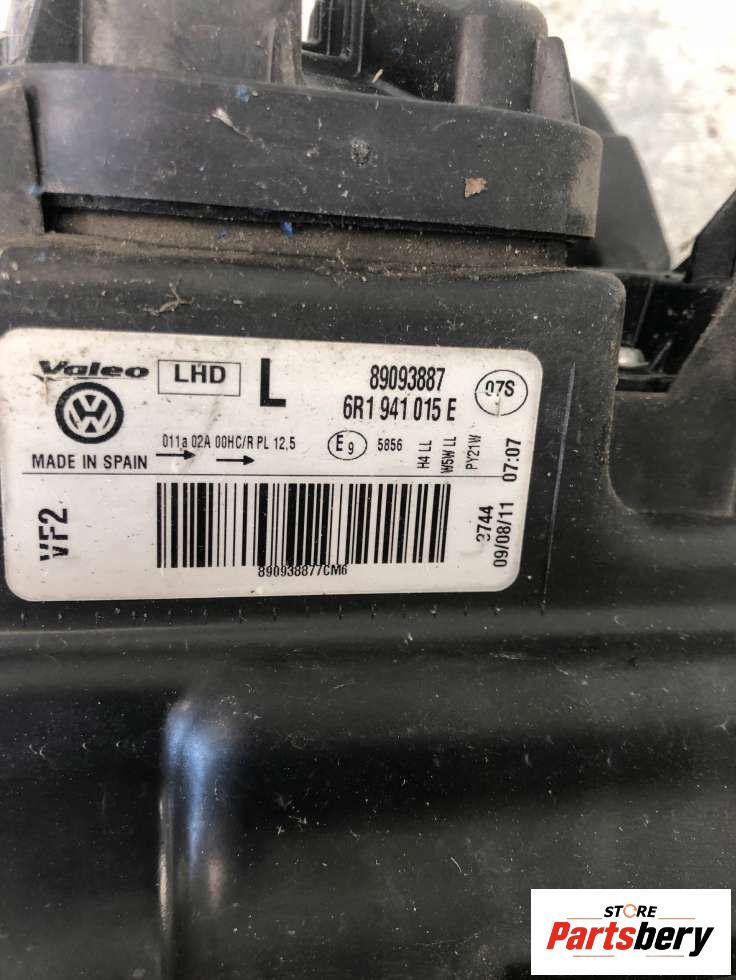 Valeo LHD L 89093887 07S
6R1 941 015 E
011a 02A 00HC/R PL 12,5 E9 5856
MADE IN SPAIN
H4 LL
W5W LL
PY21W
07:07
VF2
890938877CM6
3744
09/08/11
STORE
Partsbery